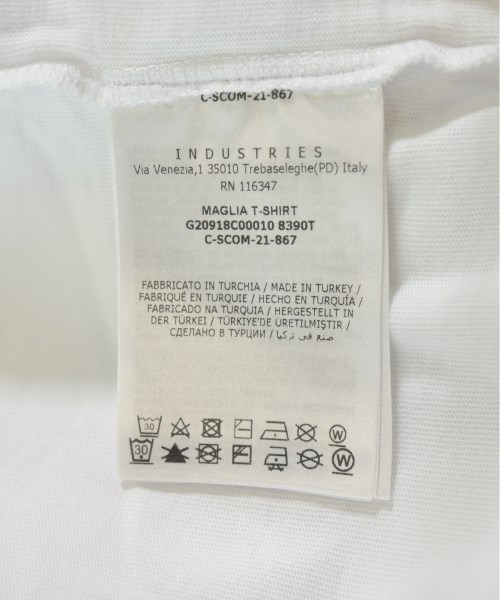 C-SCOM-21-867
INDUSTRIES
Via Venezia,1 35010 Trebaseleghe(PD) Italy
RN 116347
MAGLIA T-SHIRT
G20918C00010 8390T
C-SCOM-21-867
FABBRICATO IN TURCHIA / MADE IN TURKEY /
FABRIQUÉ EN TURQUIE / HECHO EN TURQUÍA /
FABRICADO NA TURQUIA / HERGESTELLT IN
DER TÜRKEI / TÜRKİYE'DE ÜRETILMIŞTIR /
СДЕЛАНО В ТУРЦИИ / صنع في تركيا
30 W
30 W